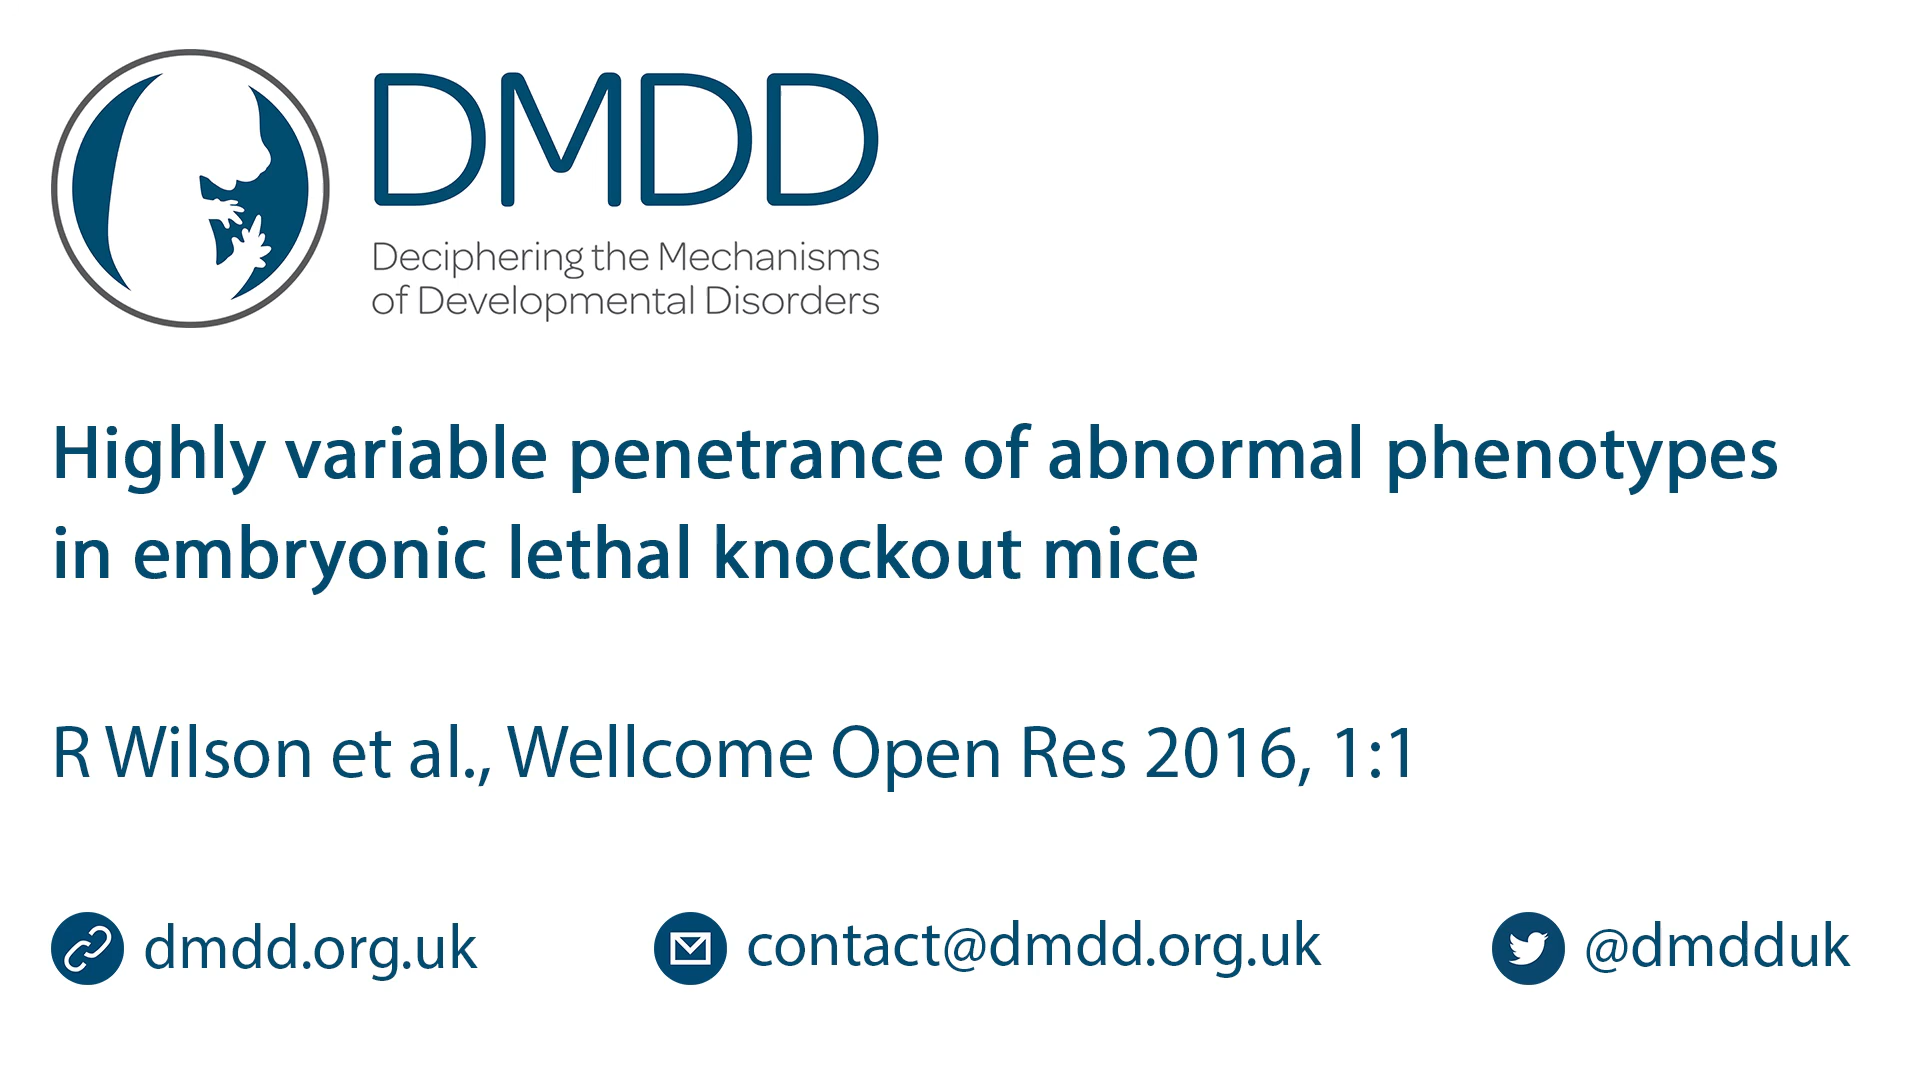 DMDD
Deciphering the Mechanisms
of Developmental Disorders
Highly variable penetrance of abnormal phenotypes
in embryonic lethal knockout mice
R Wilson et al., Wellcome Open Res 2016, 1:1
dmdd.org.uk
contact@dmdd.org.uk
@dmdduk